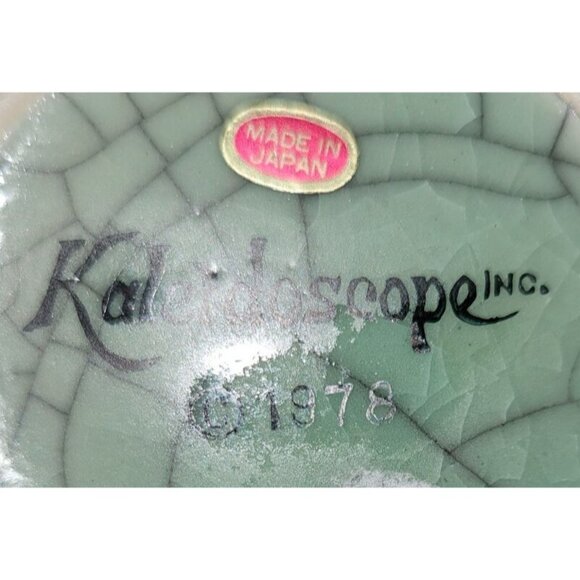 MADE IN
JAPAN
Kaleidoscope INC.
© 1978